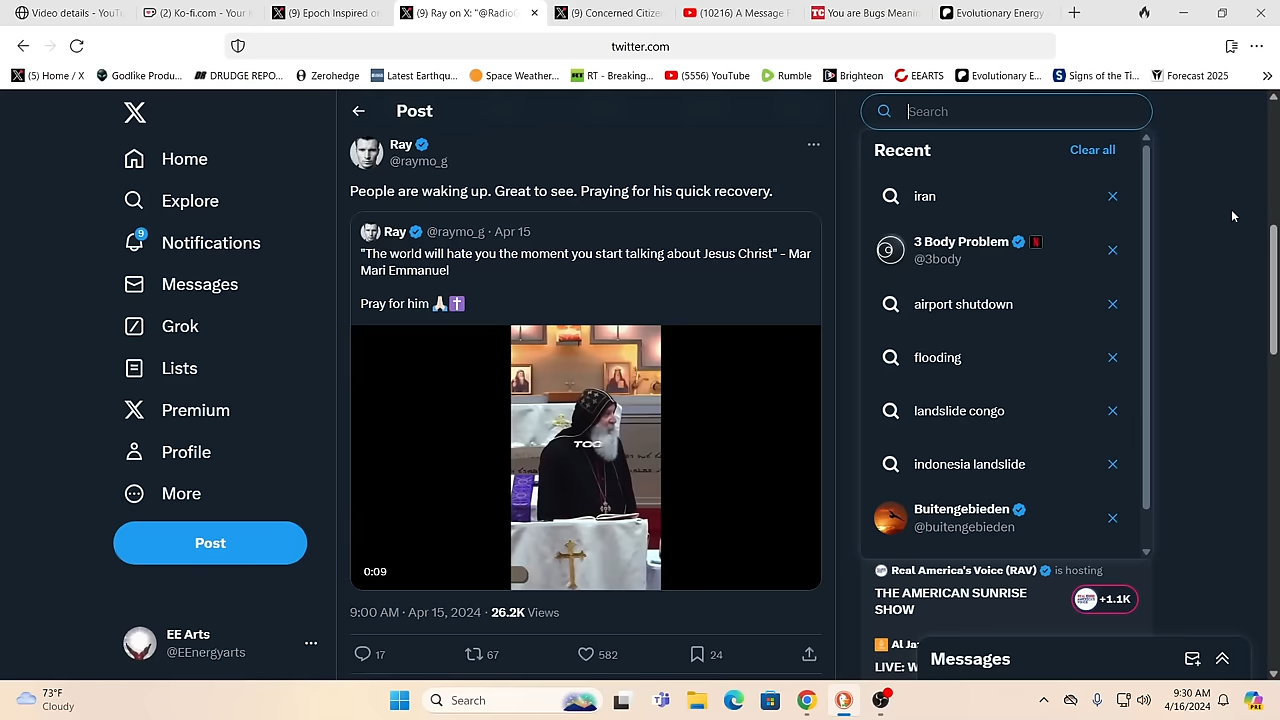 Video details - YouTu
(2) Ko-fi.com - Your K
(9) Epoch Inspired on
(9) Ray on X: "@RadioG
(9) Concerned Citize
(10216) A Message F
You are Bugs Meanin
Evolutionary Energy
twitter.com
(5) Home / X
Godlike Produ...
DRUDGE REPO...
Zerohedge
Latest Earthqu...
Space Weather...
RT - Breaking...
(5556) YouTube
Rumble
Brighteon
EEARTS
Evolutionary E...
Signs of the Ti...
Forecast 2025
Home
Explore
9
Notifications
Messages
Grok
Lists
Premium
Profile
More
Post
EE Arts
@EEnergyarts
Post
Ray
@raymo_g
People are waking up. Great to see. Praying for his quick recovery.
Ray @raymo_g · Apr 15
"The world will hate you the moment you start talking about Jesus Christ" - Mar
Mari Emmanuel
Pray for him 🙏🏻✝️
TOG
0:09
9:00 AM · Apr 15, 2024 · 26.2K Views
17
67
582
24
Search
Recent
Clear all
iran
3 Body Problem
@3body
airport shutdown
flooding
landslide congo
indonesia landslide
Buitengebieden
@buitengebieden
Real America's Voice (RAV) is hosting
THE AMERICAN SUNRISE
SHOW
+1.1K
Al Ja
LIVE: W
Messages
73°F
Cloudy
Search
9:30 AM
4/16/2024